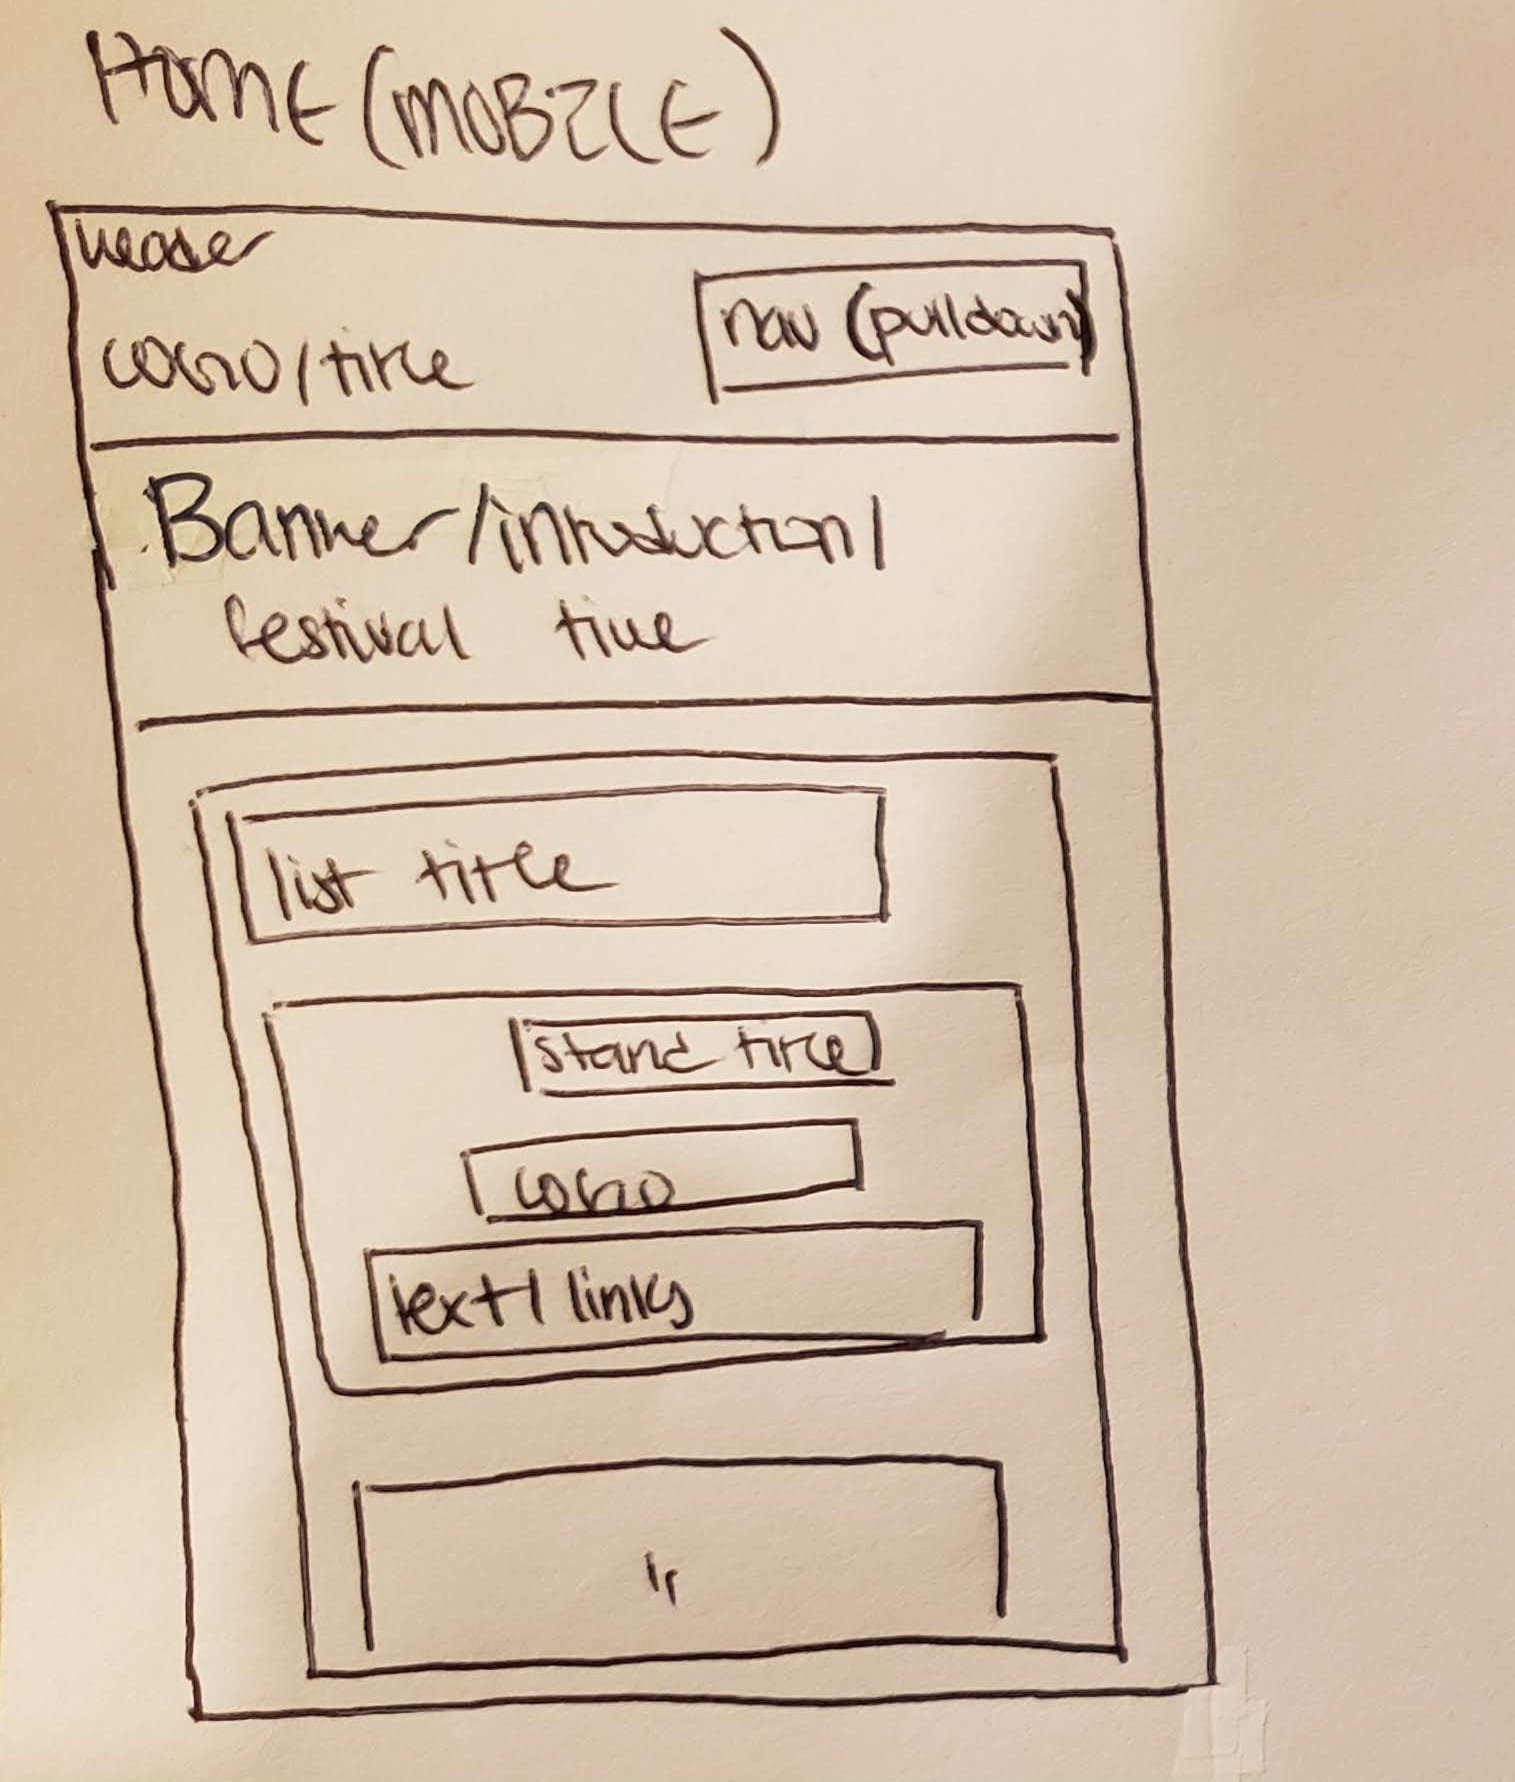 Home (MOBILE)
header
LOGO/title
nav (pulldown)
Banner/introduction/
festival time
list title
stand title
LOGO
text/links
"